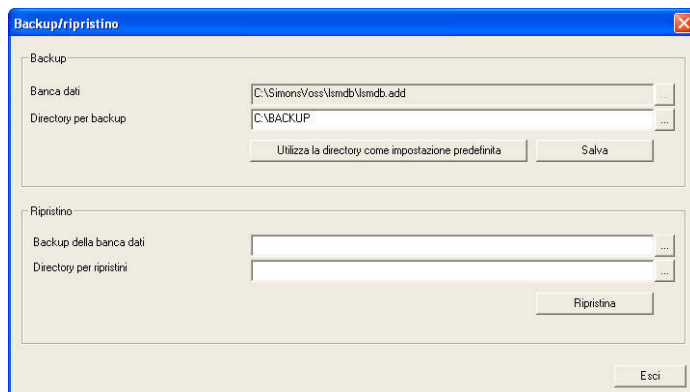 Backup/ripristino
Backup
Banca dati
C:\SimonsVoss\lsmdb\lsmdb.add
...
Directory per backup
C:\BACKUP
...
Utilizza la directory come impostazione predefinita
Salva
Ripristino
Backup della banca dati
...
Directory per ripristini
...
Ripristina
Esci